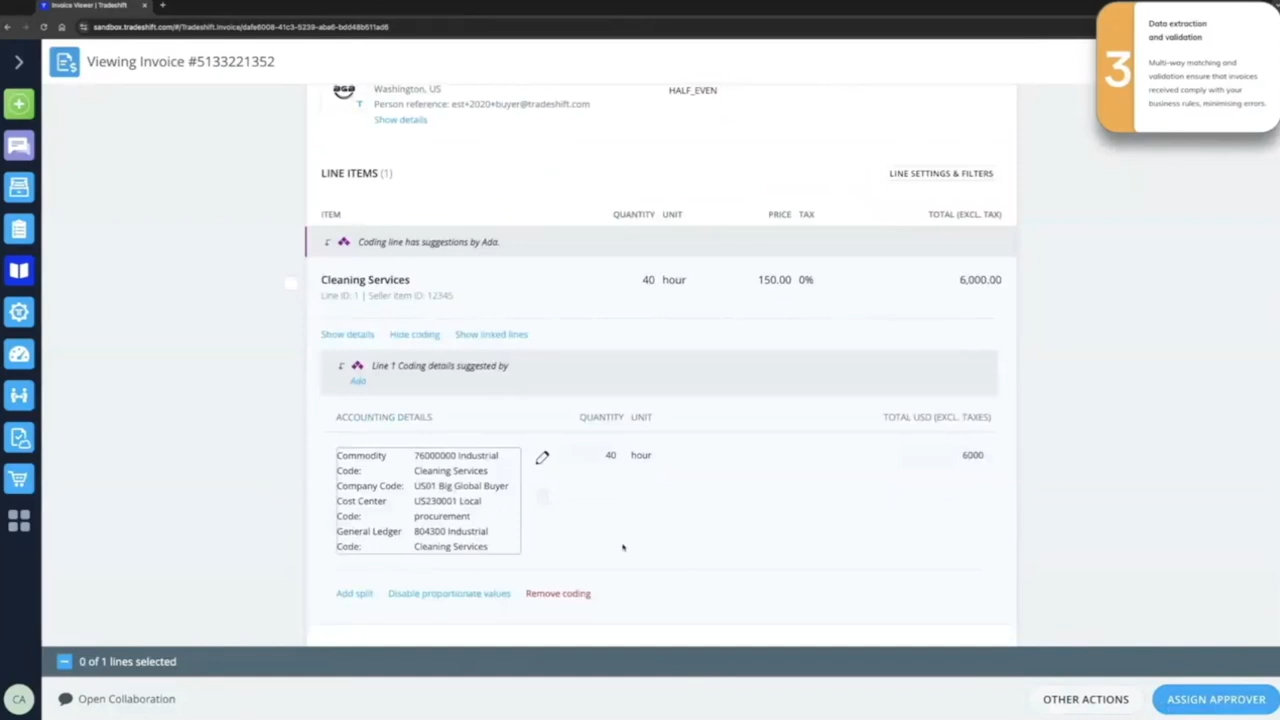 Invoice Viewer | Tradeshift
sandbox.tradeshift.com/#/Tradeshift.Invoice/dafe6008-41c3-5239-aba6-bdd48b511ad6
Viewing Invoice #5133221352
3
Data extraction
and validation
Multi-way matching and
validation ensure that invoices
received comply with your
business rules, minimising errors.
Washington, US
HALF_EVEN
Person reference: est+2020+buyer@tradeshift.com
Show details
LINE ITEMS (1)
LINE SETTINGS & FILTERS
ITEM QUANTITY UNIT PRICE TAX TOTAL (EXCL. TAX)
Coding line has suggestions by Ada.
Cleaning Services 40 hour 150.00 0% 6,000.00
Line ID: 1 | Seller item ID: 12345
Show details Hide coding Show linked lines
Line 1 Coding details suggested by
Ada
ACCOUNTING DETAILS QUANTITY UNIT TOTAL USD (EXCL. TAXES)
Commodity 76000000 Industrial 40 hour 6000
Code: Cleaning Services
Company Code: US01 Big Global Buyer
Cost Center US230001 Local
Code: procurement
General Ledger 804300 Industrial
Code: Cleaning Services
Add split Disable proportionate values Remove coding
0 of 1 lines selected
CA
Open Collaboration
OTHER ACTIONS
ASSIGN APPROVER